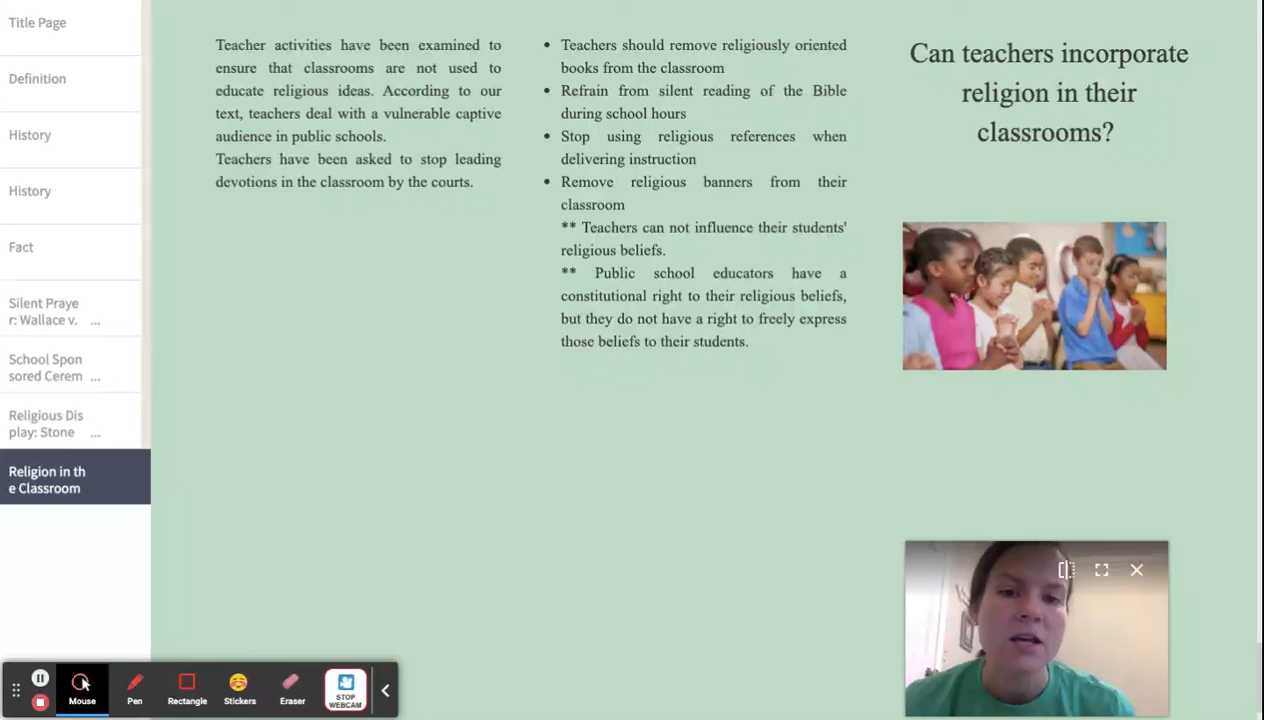 Title Page
Definition
History
History
Fact
Silent Praye
r: Wallace v. ...
School Spon
sored Cerem ...
Religious Dis
play: Stone ...
Religion in th
e Classroom
Teacher activities have been examined to
ensure that classrooms are not used to
educate religious ideas. According to our
text, teachers deal with a vulnerable captive
audience in public schools.
Teachers have been asked to stop leading
devotions in the classroom by the courts.
• Teachers should remove religiously oriented
books from the classroom
• Refrain from silent reading of the Bible
during school hours
• Stop using religious references when
delivering instruction
• Remove religious banners from their
classroom
** Teachers can not influence their students'
religious beliefs.
** Public school educators have a
constitutional right to their religious beliefs,
but they do not have a right to freely express
those beliefs to their students.
Can teachers incorporate
religion in their
classrooms?
Mouse
Pen
Rectangle
Stickers
Eraser
STOP
WEBCAM